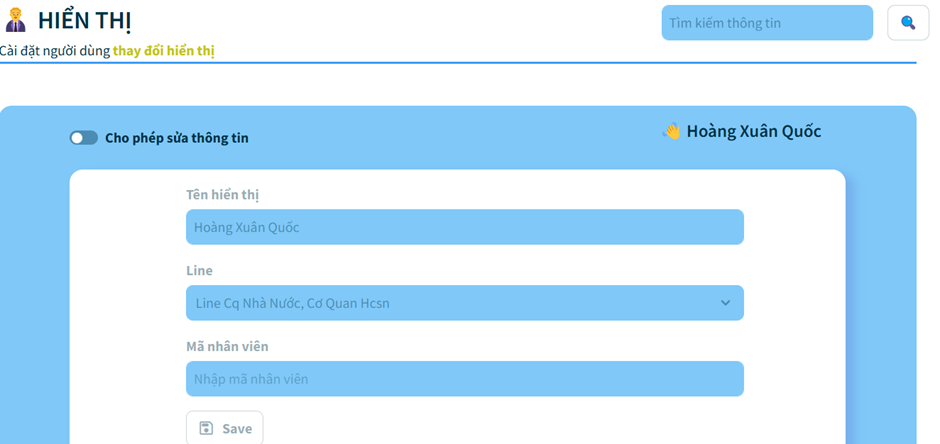 HIỂN THỊ
Tìm kiếm thông tin
Cài đặt người dùng thay đổi hiển thị
Cho phép sửa thông tin
Hoàng Xuân Quốc
Tên hiển thị
Hoàng Xuân Quốc
Line
Line Cq Nhà Nước, Cơ Quan Hcsn
Mã nhân viên
Nhập mã nhân viên
Save